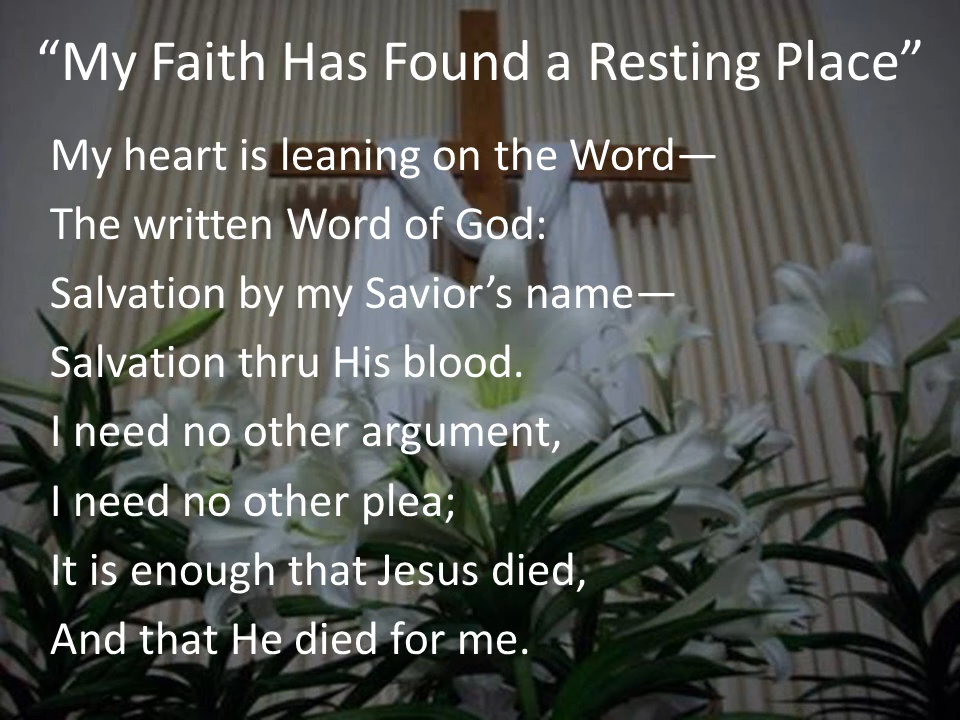 “My Faith Has Found a Resting Place”
My heart is leaning on the Word—
The written Word of God:
Salvation by my Savior’s name—
Salvation thru His blood.
I need no other argument,
I need no other plea;
It is enough that Jesus died,
And that He died for me.